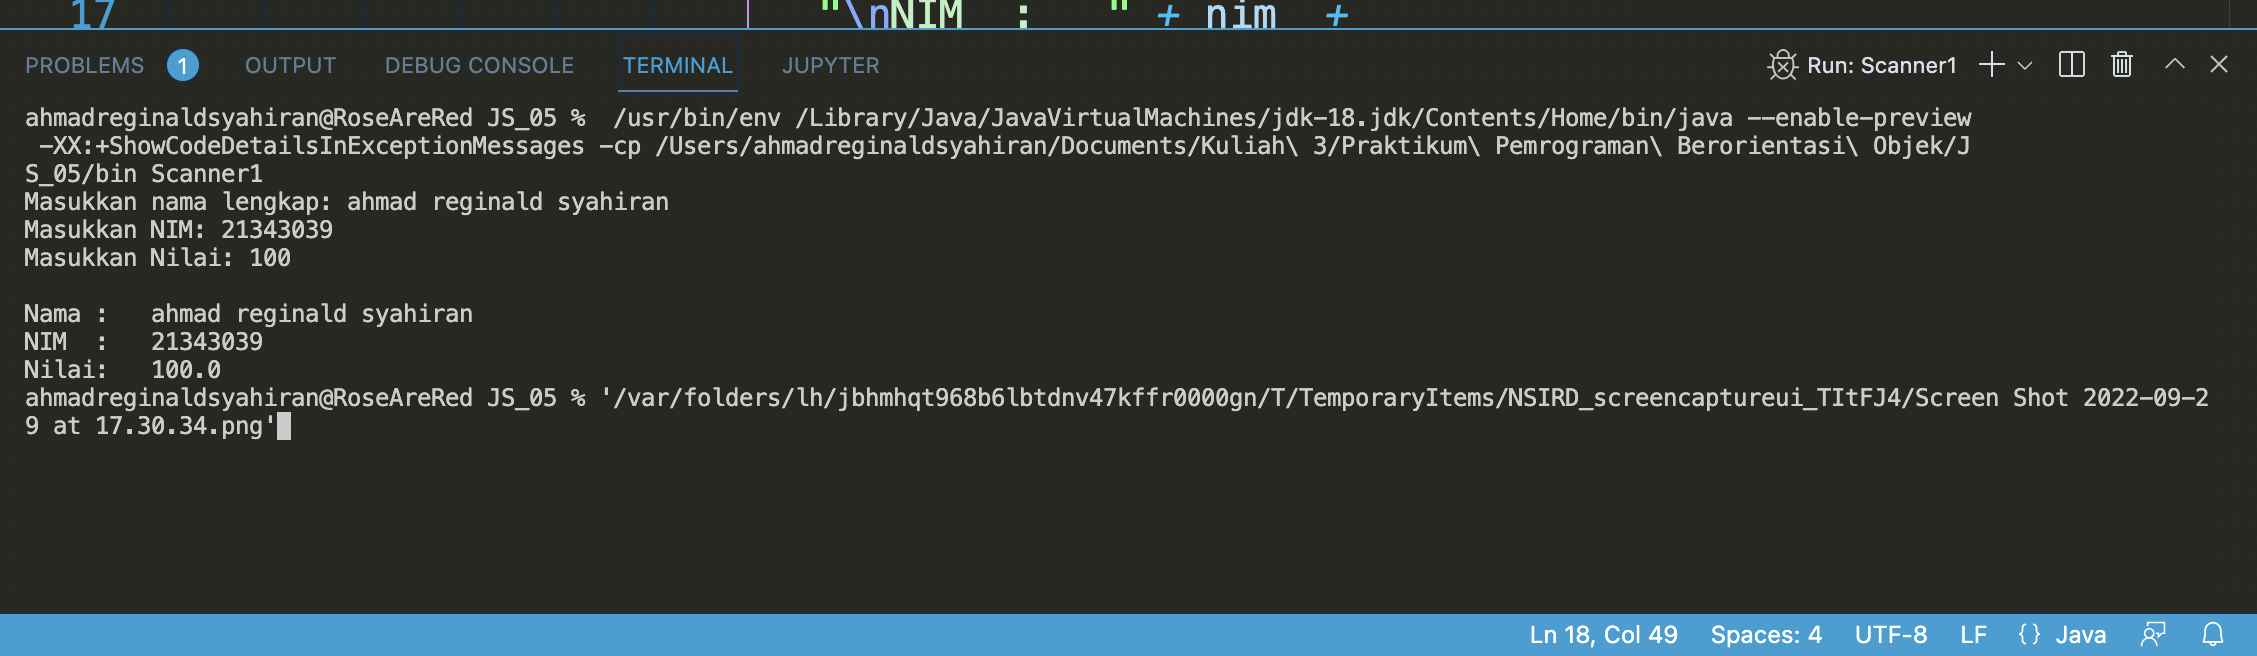 17 "\nNIM  :   " + nim  +
PROBLEMS 1 OUTPUT DEBUG CONSOLE TERMINAL JUPYTER Run: Scanner1
ahmadreginaldsyahiran@RoseAreRed JS_05 %  /usr/bin/env /Library/Java/JavaVirtualMachines/jdk-18.jdk/Contents/Home/bin/java --enable-preview
 -XX:+ShowCodeDetailsInExceptionMessages -cp /Users/ahmadreginaldsyahiran/Documents/Kuliah\ 3/Praktikum\ Pemrograman\ Berorientasi\ Objek/J
S_05/bin Scanner1
Masukkan nama lengkap: ahmad reginald syahiran
Masukkan NIM: 21343039
Masukkan Nilai: 100
Nama :   ahmad reginald syahiran
NIM  :   21343039
Nilai:   100.0
ahmadreginaldsyahiran@RoseAreRed JS_05 % '/var/folders/lh/jbhmhqt968b6lbtdnv47kffr0000gn/T/TemporaryItems/NSIRD_screencaptureui_TItFJ4/Screen Shot 2022-09-2
9 at 17.30.34.png'
Ln 18, Col 49 Spaces: 4 UTF-8 LF {} Java